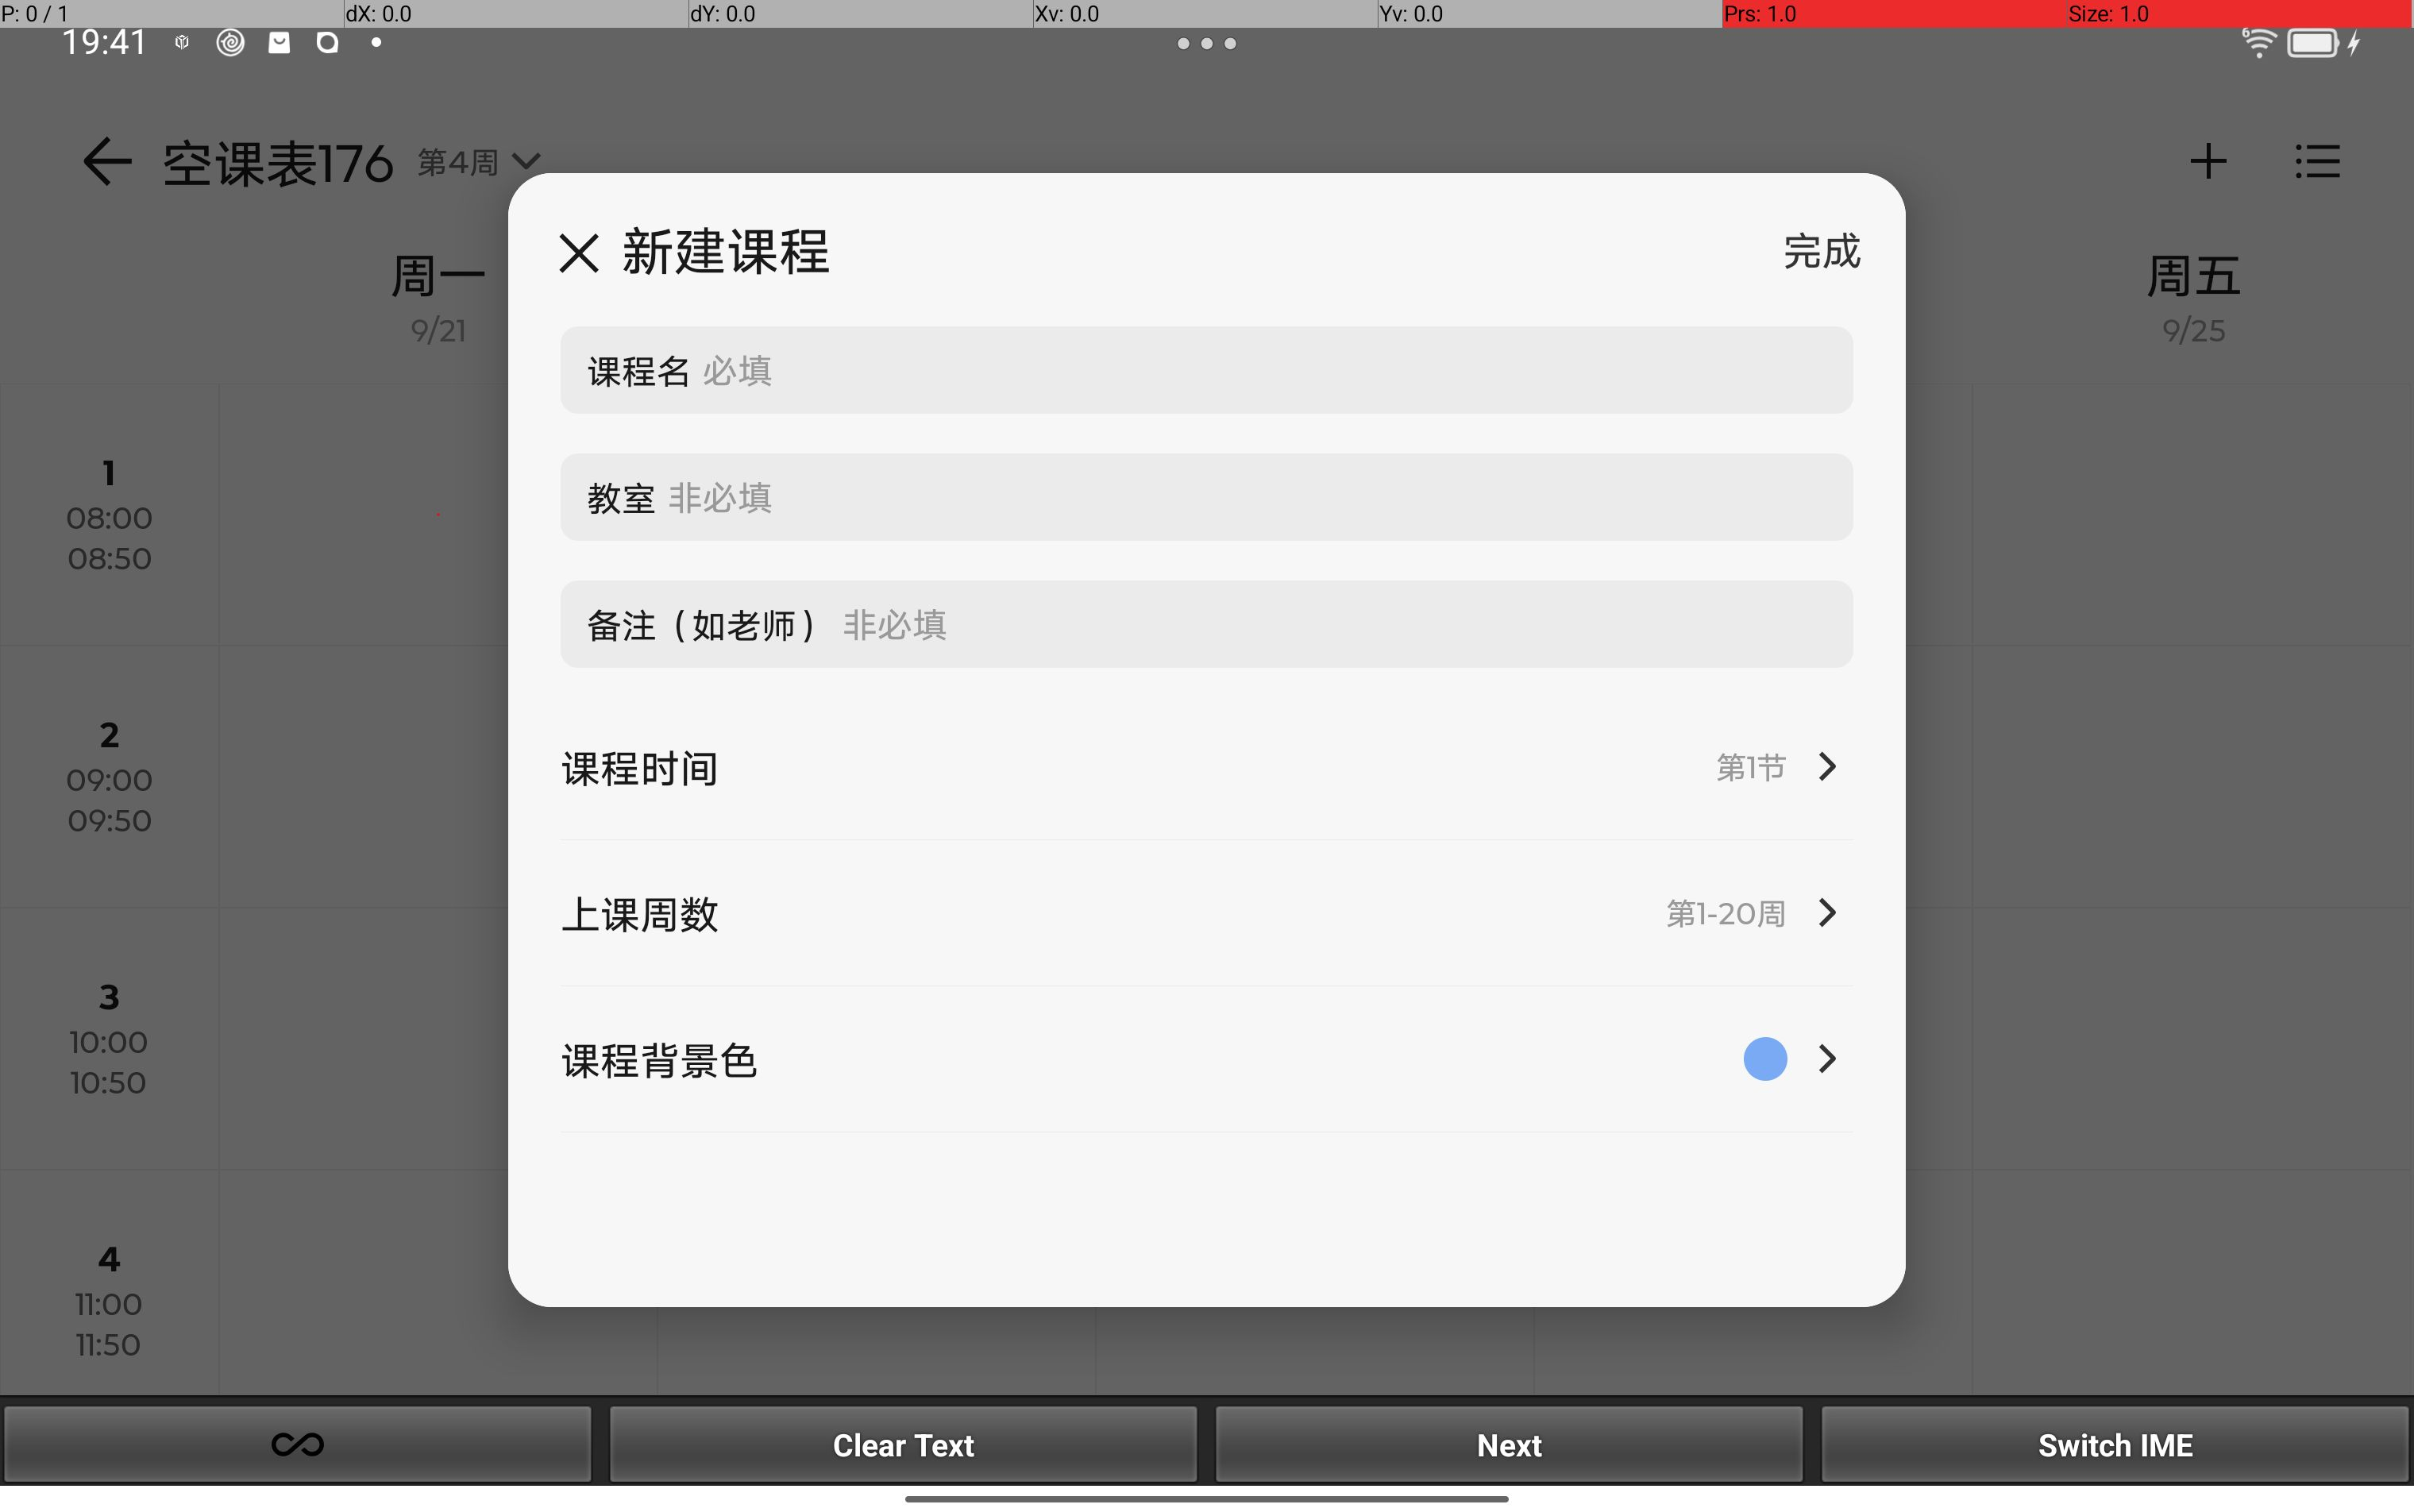 P: 0 / 1 dX: 0.0 dY: 0.0 Xv: 0.0 Yv: 0.0 Prs: 1.0 Size: 1.0
19:41
6
空课表176 第4周
新建课程 完成
周一 周五
9/21 9/25
课程名 必填
教室 非必填
备注（如老师） 非必填
课程时间 第1节
上课周数 第1-20周
课程背景色
1
08:00
08:50
2
09:00
09:50
3
10:00
10:50
4
11:00
11:50
Clear Text Next Switch IME